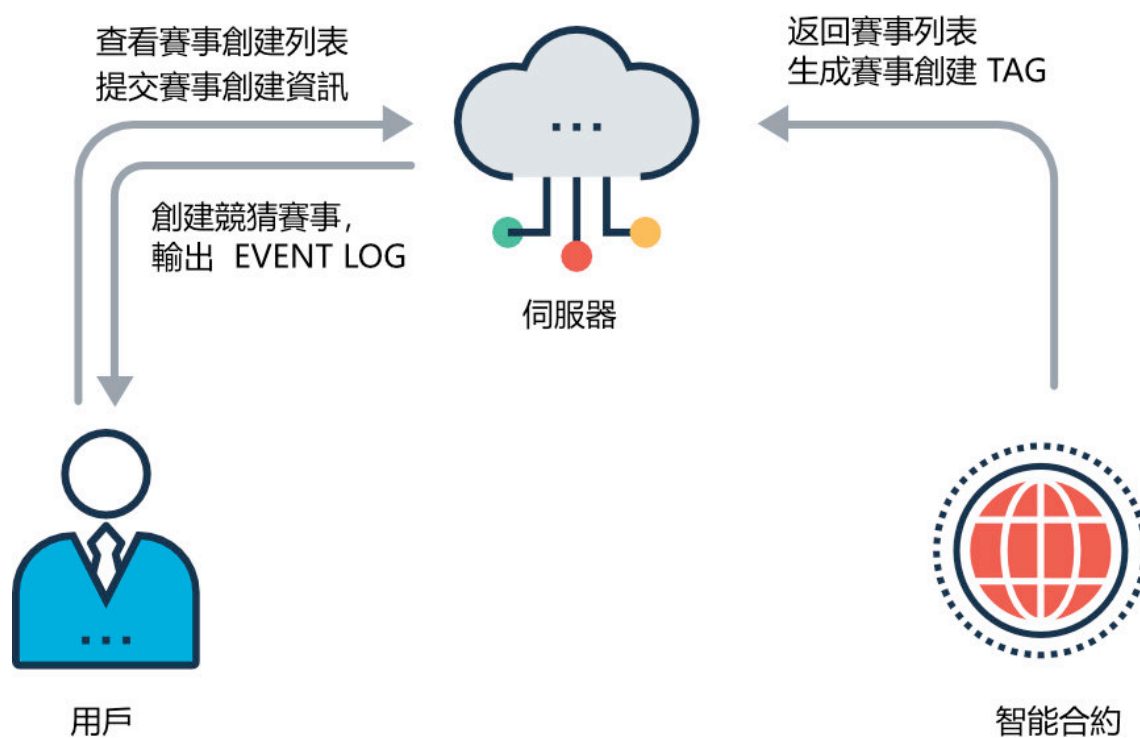 查看賽事創建列表
提交賽事創建資訊
返回賽事列表
生成賽事創建 TAG
創建競猜賽事,
輸出 EVENT LOG
伺服器
用戶
智能合約